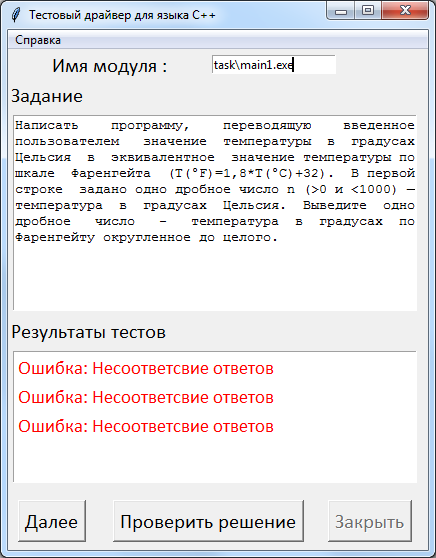 Тестовый драйвер для языка C++
Справка
Имя модуля :
task\main1.exe
Задание
Написать программу, переводящую введенное
пользователем значение температуры в градусах
Цельсия в эквивалентное значение температуры по
шкале Фаренгейта (T(°F)=1,8*T(°C)+32). В первой
строке задано одно дробное число n (>0 и <1000) —
температура в градусах Цельсия. Выведите одно
дробное число – температура в градусах по
Фаренгейту округленное до целого.
Результаты тестов
Ошибка: Несоответсвие ответов
Ошибка: Несоответсвие ответов
Ошибка: Несоответсвие ответов
Далее
Проверить решение
Закрыть